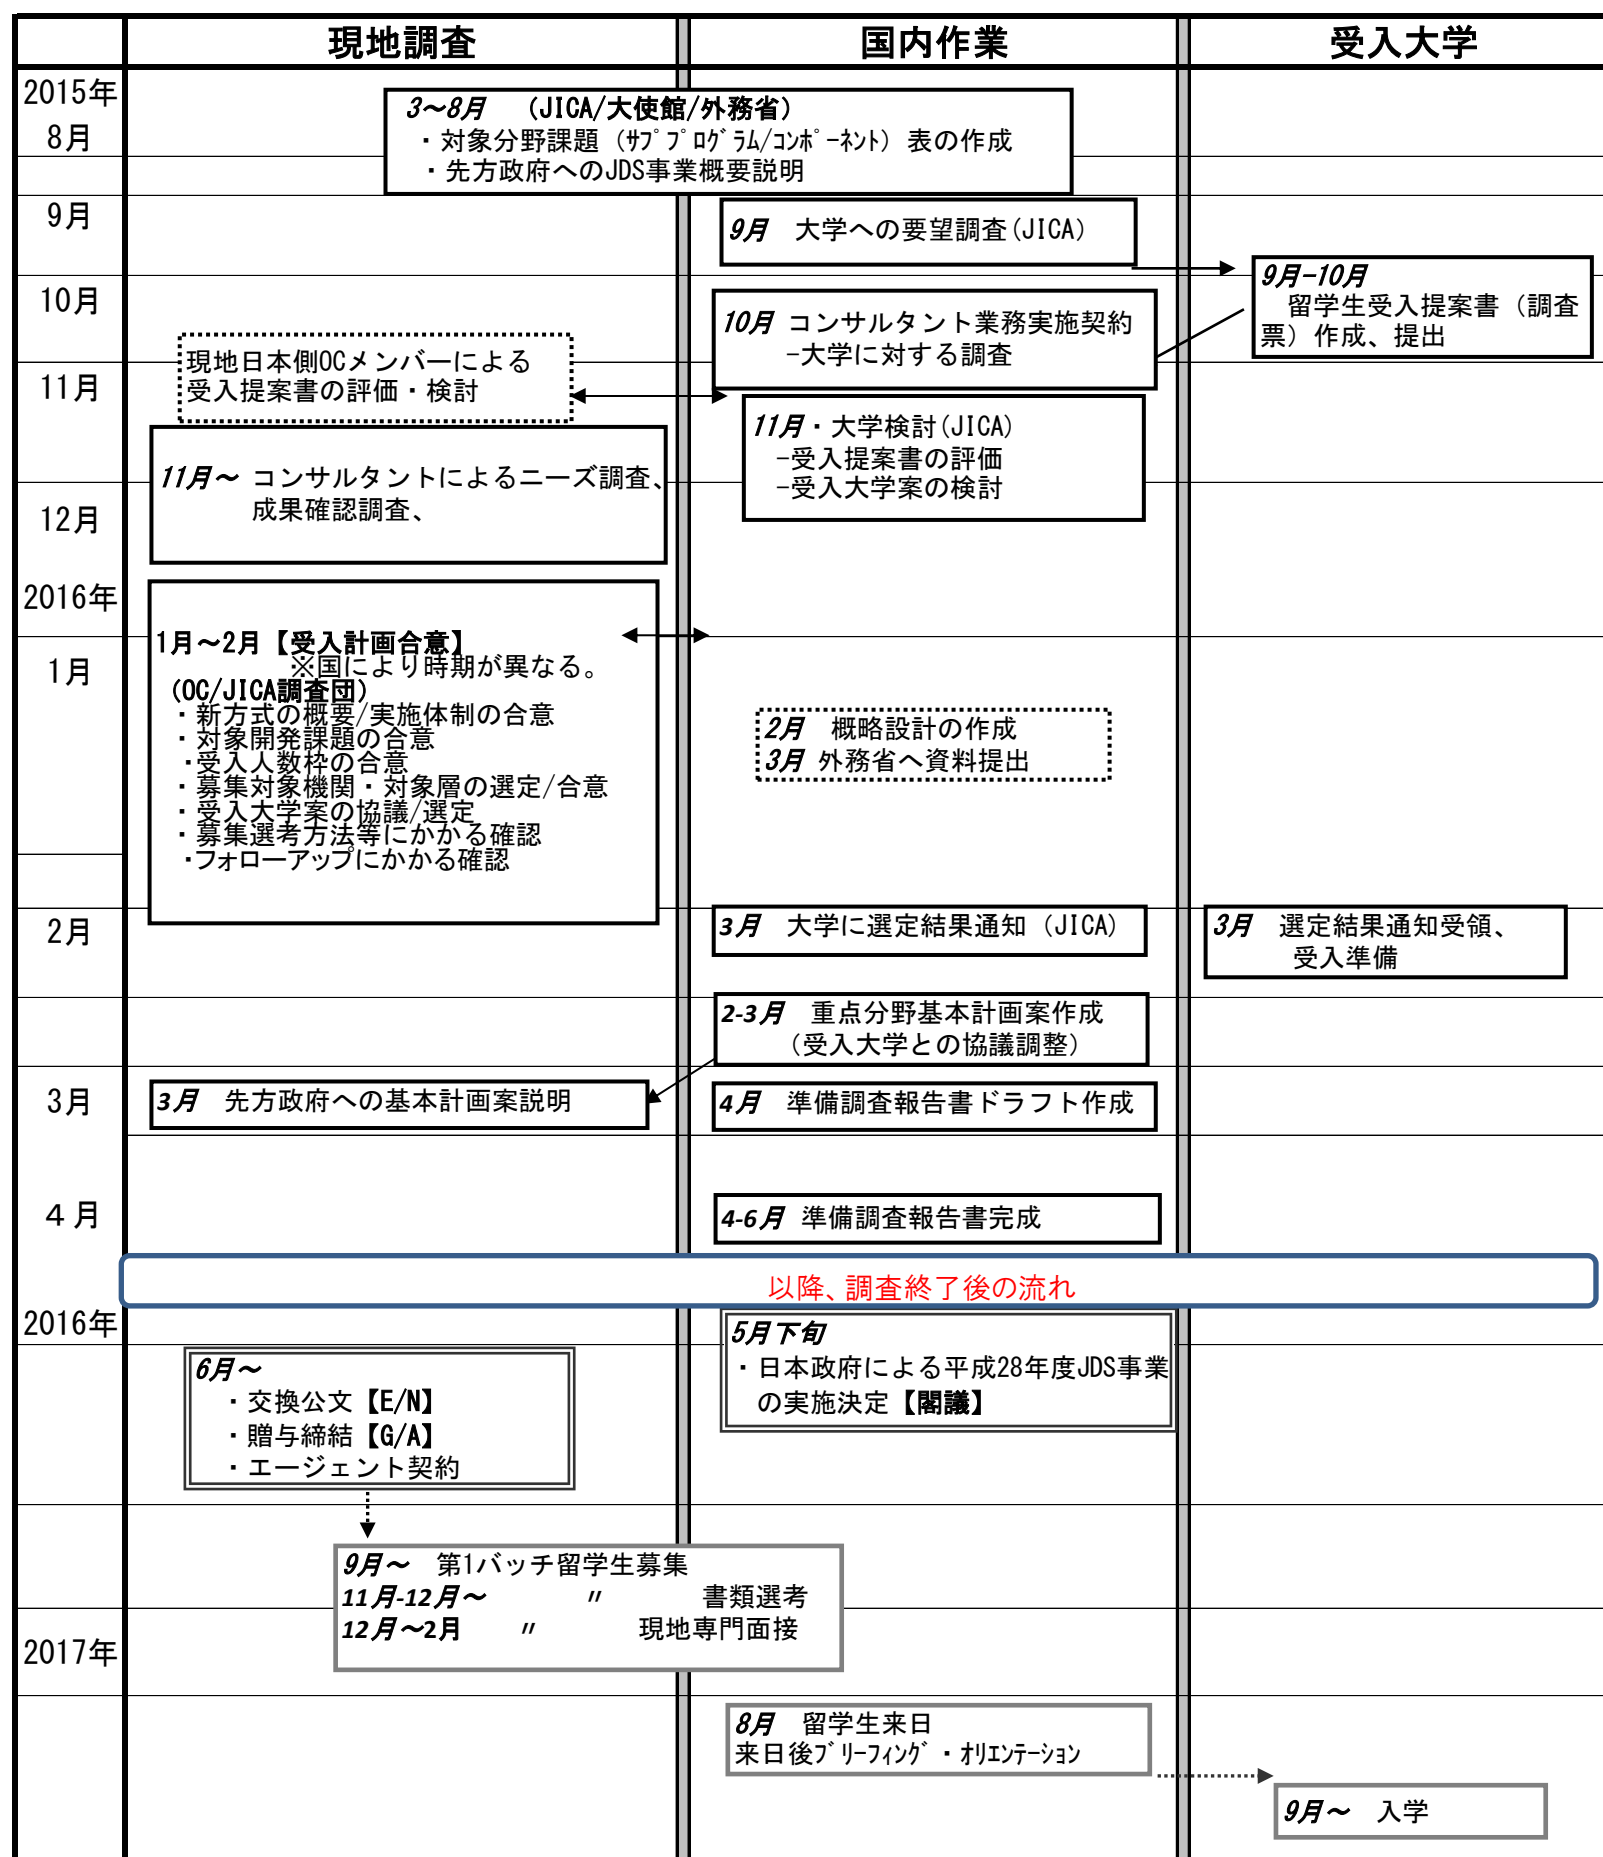 現地調査
国内作業
受入大学
2015年
8月
3～8月　（JICA/大使館/外務省）
・対象分野課題（ｻﾌﾞﾌﾟﾛｸﾞﾗﾑ/ｺﾝﾎﾟｰﾈﾝﾄ）表の作成
・先方政府へのJDS事業概要説明
9月
9月　大学への要望調査(JICA)
9月-10月
留学生受入提案書（調査
票）作成、提出
10月
10月 コンサルタント業務実施契約
-大学に対する調査
現地日本側OCメンバーによる
受入提案書の評価・検討
11月
11月・大学検討(JICA)
-受入提案書の評価
-受入大学案の検討
11月～ コンサルタントによるニーズ調査、
成果確認調査、
12月
2016年
1月
1月～2月【受入計画合意】
※国により時期が異なる。
（OC/JICA調査団）
・新方式の概要/実施体制の合意
・対象開発課題の合意
・受入人数枠の合意
・募集対象機関・対象層の選定/合意
・受入大学案の協議/選定
・募集選考方法等にかかる確認
・フォローアップにかかる確認
2月　概略設計の作成
3月 外務省へ資料提出
2月
3月　大学に選定結果通知（JICA）
3月　選定結果通知受領、
受入準備
2-3月　重点分野基本計画案作成
（受入大学との協議調整）
3月
3月　先方政府への基本計画案説明
4月　準備調査報告書ドラフト作成
４月
4-6月 準備調査報告書完成
以降、調査終了後の流れ
2016年
5月下旬
・日本政府による平成28年度JDS事業
の実施決定【閣議】
6月～
・交換公文【E/N】
・贈与締結【G/A】
・エージェント契約
9月～　第1バッチ留学生募集
11月-12月～　　　〃　　　書類選考
12月～2月　　〃　　　現地専門面接
2017年
8月　留学生来日
来日後ﾌﾞﾘｰﾌｨﾝｸﾞ・ｵﾘｴﾝﾃｰｼｮﾝ
9月～　入学